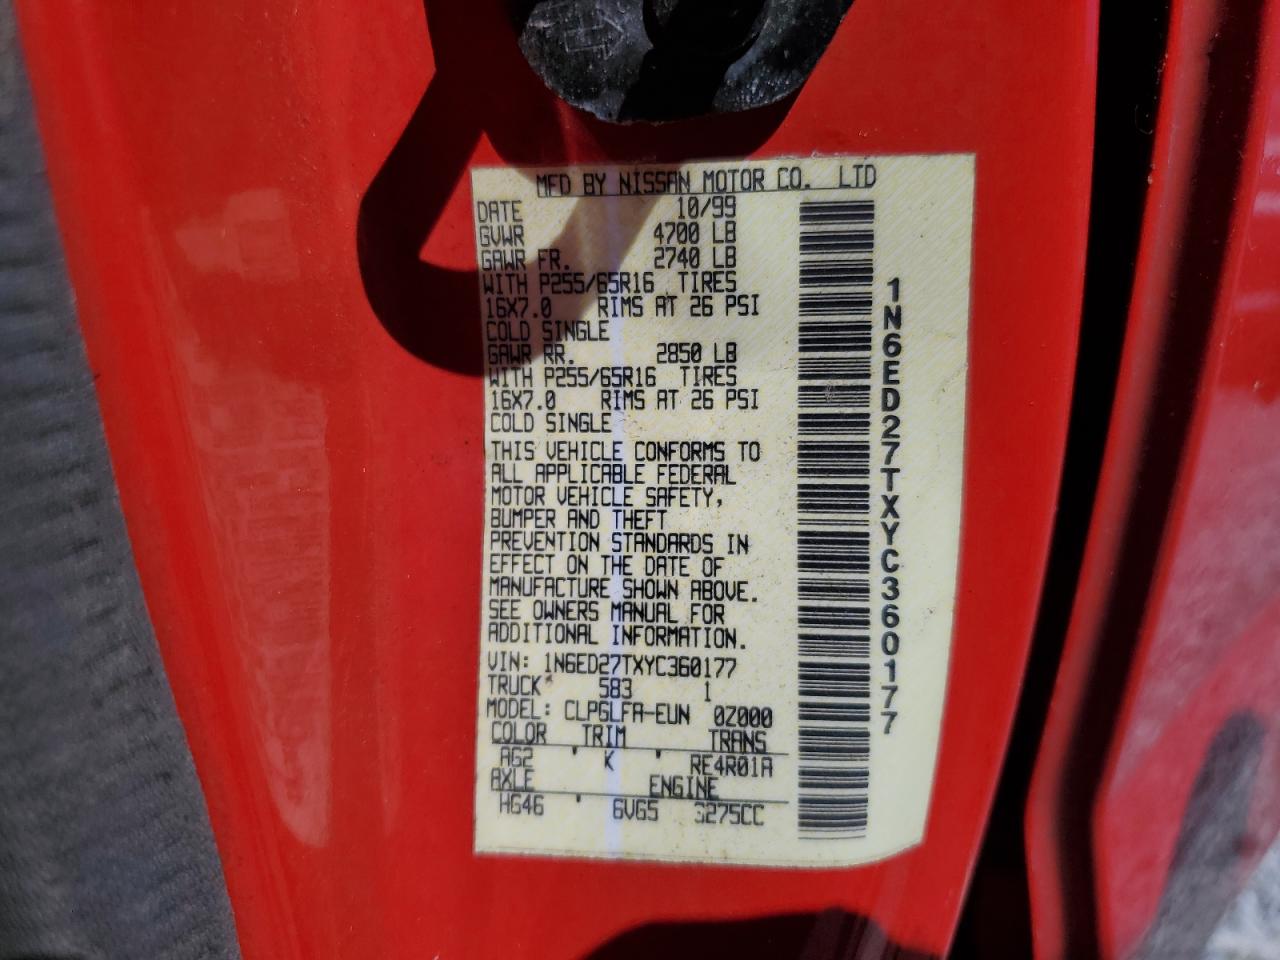 MFD BY NISSAN MOTOR CO. LTD
DATE 10/99
GVWR 4700 LB
GAWR FR. 2740 LB
WITH P255/65R16 TIRES
16X7.0 RIMS AT 26 PSI
COLD SINGLE
GAWR RR. 2850 LB
WITH P255/65R16 TIRES
16X7.0 RIMS AT 26 PSI
COLD SINGLE
THIS VEHICLE CONFORMS TO
ALL APPLICABLE FEDERAL
MOTOR VEHICLE SAFETY,
BUMPER AND THEFT
PREVENTION STANDARDS IN
EFFECT ON THE DATE OF
MANUFACTURE SHOWN ABOVE.
SEE OWNERS MANUAL FOR
ADDITIONAL INFORMATION.
VIN: 1N6ED27TXYC360177
TRUCK 583 1
MODEL: CLPSLFA-EUN 0Z000
COLOR TRIM TRANS
AG2 K RE4R01A
AXLE ENGINE
HG46 6V65 3275CC
1N6ED27TXYC360177